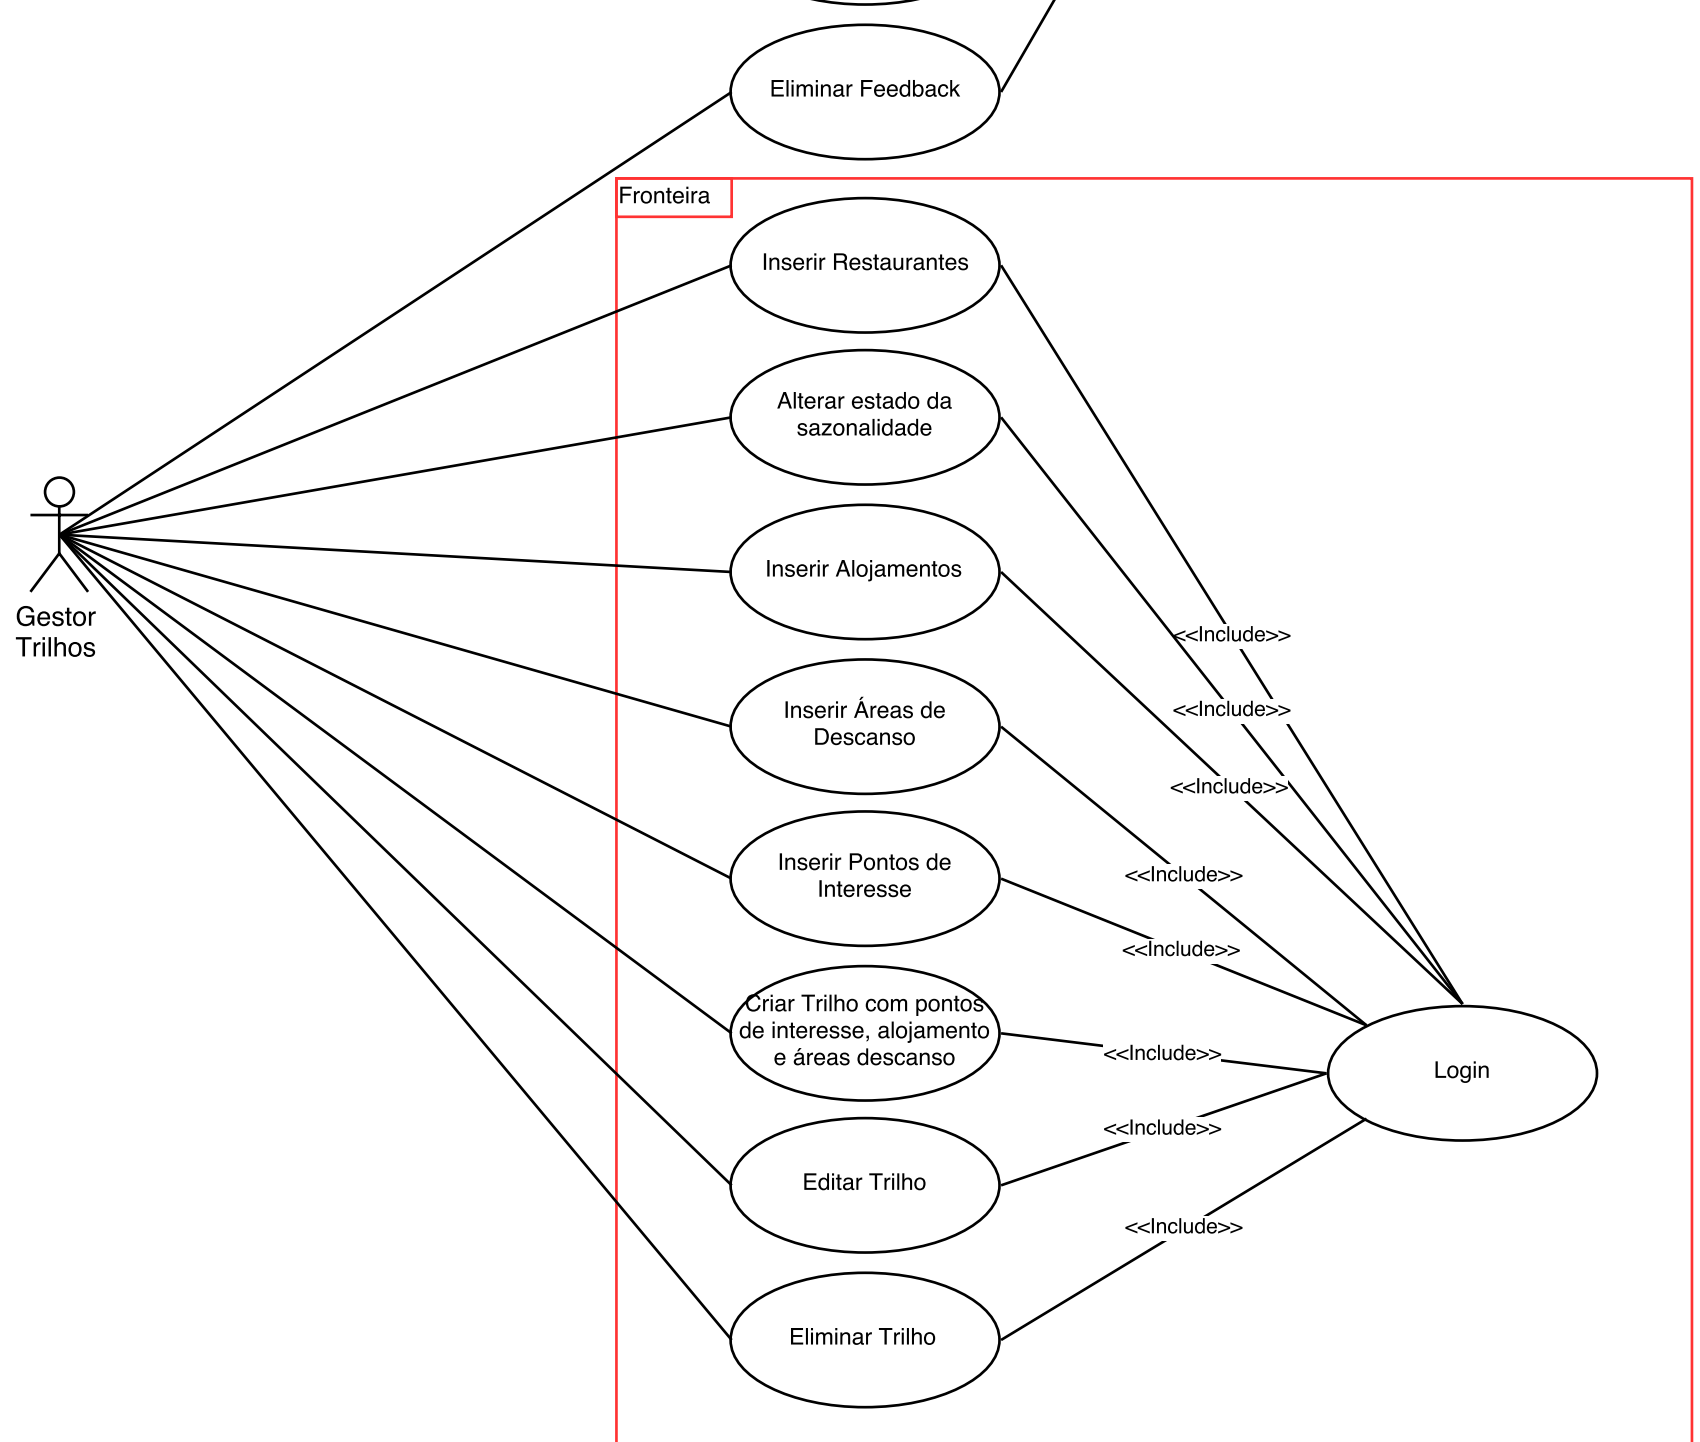 Eliminar Feedback
Fronteira
Inserir Restaurantes
Alterar estado da
sazonalidade
Inserir Alojamentos
Gestor
Trilhos
<<Include>>
Inserir Áreas de
Descanso
<<Include>>
<<Include>>
Inserir Pontos de
Interesse
<<Include>>
<<Include>>
Criar Trilho com pontos
de interesse, alojamento
e áreas descanso
<<Include>>
Login
<<Include>>
Editar Trilho
<<Include>>
Eliminar Trilho